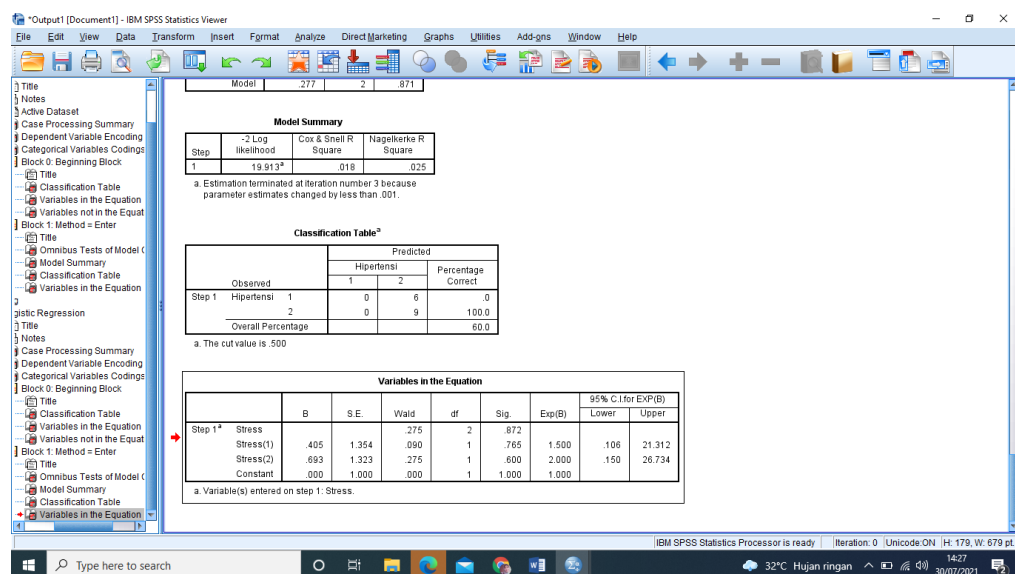 *Output1 [Document1] - IBM SPSS Statistics Viewer
File Edit View Data Transform Insert Format Analyze Direct Marketing Graphs Utilities Add-ons Window Help
Title
Notes
Active Dataset
Case Processing Summary
Dependent Variable Encoding
Categorical Variables Codings
Block 0: Beginning Block
Title
Classification Table
Variables in the Equation
Variables not in the Equat
Block 1: Method = Enter
Title
Omnibus Tests of Model
Model Summary
Classification Table
Variables in the Equation
gistic Regression
Title
Notes
Case Processing Summary
Dependent Variable Encoding
Categorical Variables Codings
Block 0: Beginning Block
Title
Classification Table
Variables in the Equation
Variables not in the Equat
Block 1: Method = Enter
Title
Omnibus Tests of Model
Model Summary
Classification Table
Variables in the Equation
Model .277 2 .871
Model Summary
Step -2 Log likelihood Cox & Snell R Square Nagelkerke R Square
1 19.913a .018 .025
a. Estimation terminated at iteration number 3 because
parameter estimates changed by less than .001.
Classification Tablea
Predicted
Hipertensi Percentage Correct
Observed 1 2
Step 1 Hipertensi 1 0 6 .0
2 0 9 100.0
Overall Percentage 60.0
a. The cut value is .500
Variables in the Equation
95% C.I.for EXP(B)
B S.E. Wald df Sig. Exp(B) Lower Upper
Step 1a Stress .275 2 .872
Stress(1) .405 1.354 .090 1 .765 1.500 .106 21.312
Stress(2) .693 1.323 .275 1 .600 2.000 .150 26.734
Constant .000 1.000 .000 1 1.000 1.000
a. Variable(s) entered on step 1: Stress.
IBM SPSS Statistics Processor is ready Iteration: 0 Unicode:ON H: 179, W: 679 pt.
Type here to search
32°C Hujan ringan
14:27
30/07/2021
2